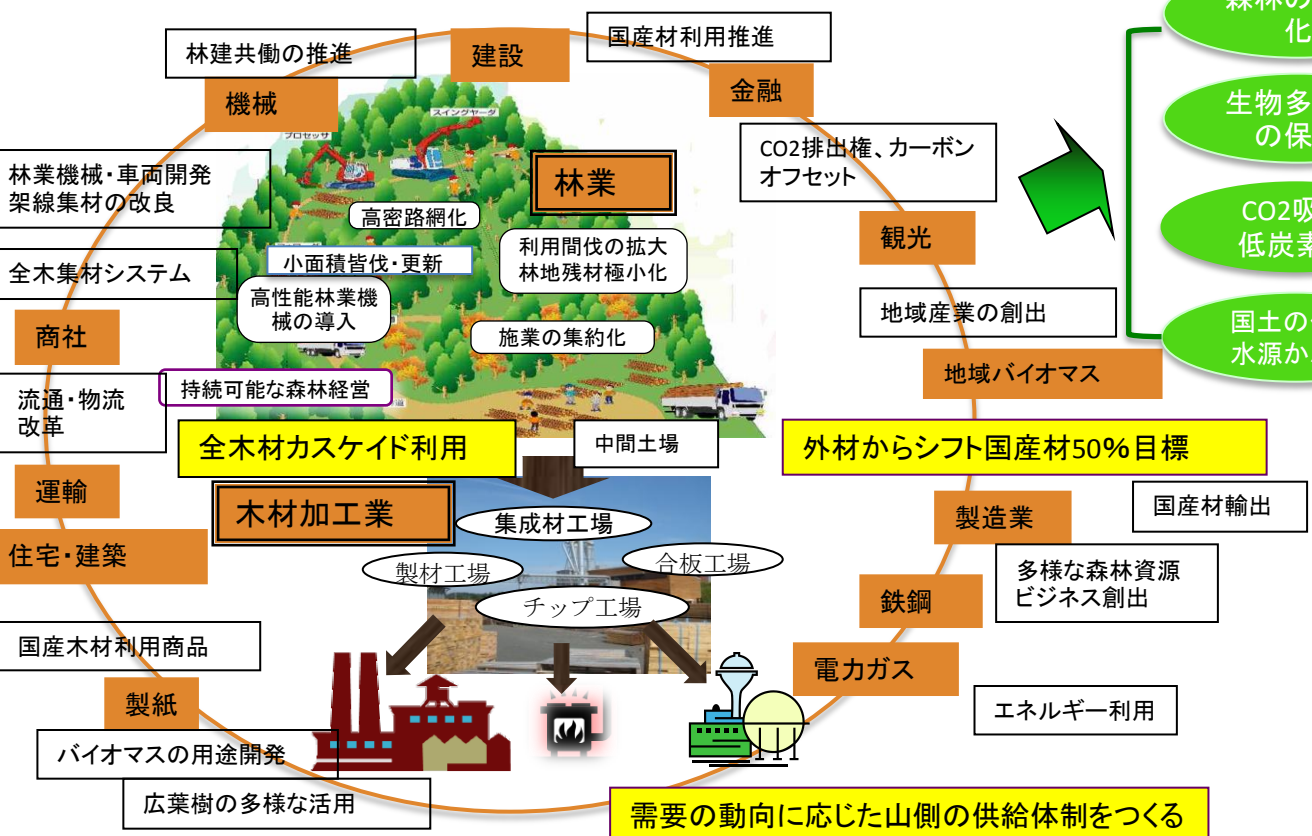 林建共働の推進
建設
国産材利用推進
機械
金融
スイングヤーダ
プロセッサ
林業
CO2排出権、カーボン
オフセット
林業機械・車両開発
架線集材の改良
高密路網化
利用間伐の拡大
林地残材極小化
観光
全木集材システム
小面積皆伐・更新
高性能林業機
械の導入
地域産業の創出
商社
施業の集約化
地域バイオマス
流通・物流
改革
持続可能な森林経営
全木材カスケイド利用
中間土場
外材からシフト国産材50%目標
運輸
木材加工業
集成材工場
製造業
国産材輸出
住宅・建築
製材工場
合板工場
チップ工場
多様な森林資源
ビジネス創出
鉄鋼
国産木材利用商品
電力ガス
製紙
エネルギー利用
バイオマスの用途開発
広葉樹の多様な活用
需要の動向に応じた山側の供給体制をつくる
森林の
化
生物多
の保
CO2吸
低炭素
国土の
水源か